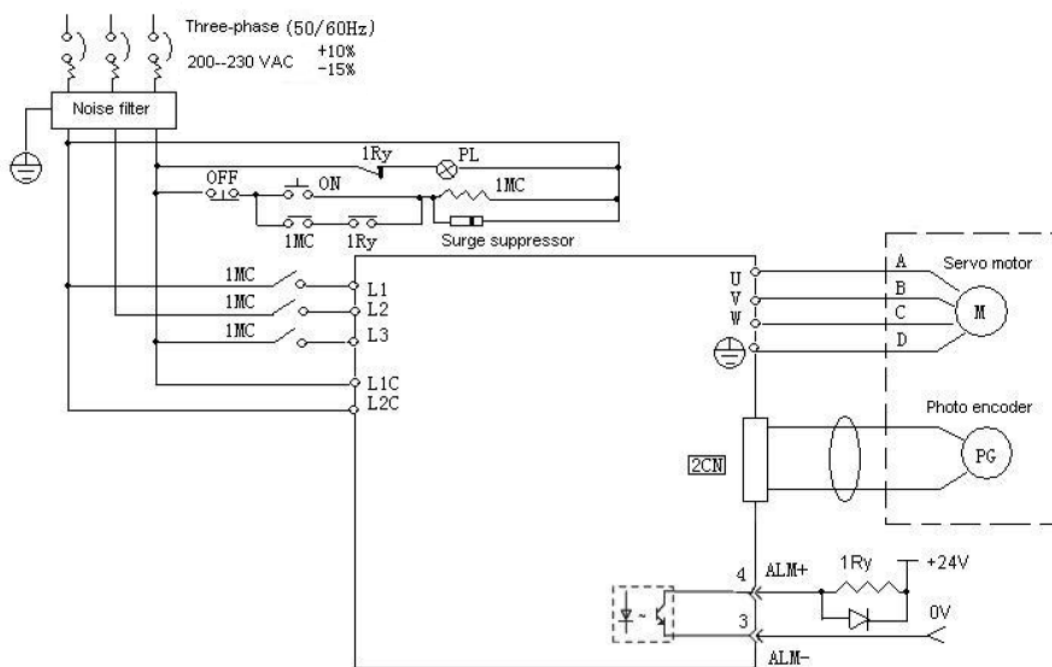 Three-phase (50/60Hz)
200--230 VAC +10% -15%
Noise filter
1Ry
PL
OFF
ON
1MC
1MC
1Ry
Surge suppressor
1MC
L1
1MC
L2
1MC
L3
L1C
L2C
U
V
W
A
B
C
D
Servo motor
M
Photo encoder
PG
2CN
4
ALM+
1Ry
+24V
3
0V
ALM-
~